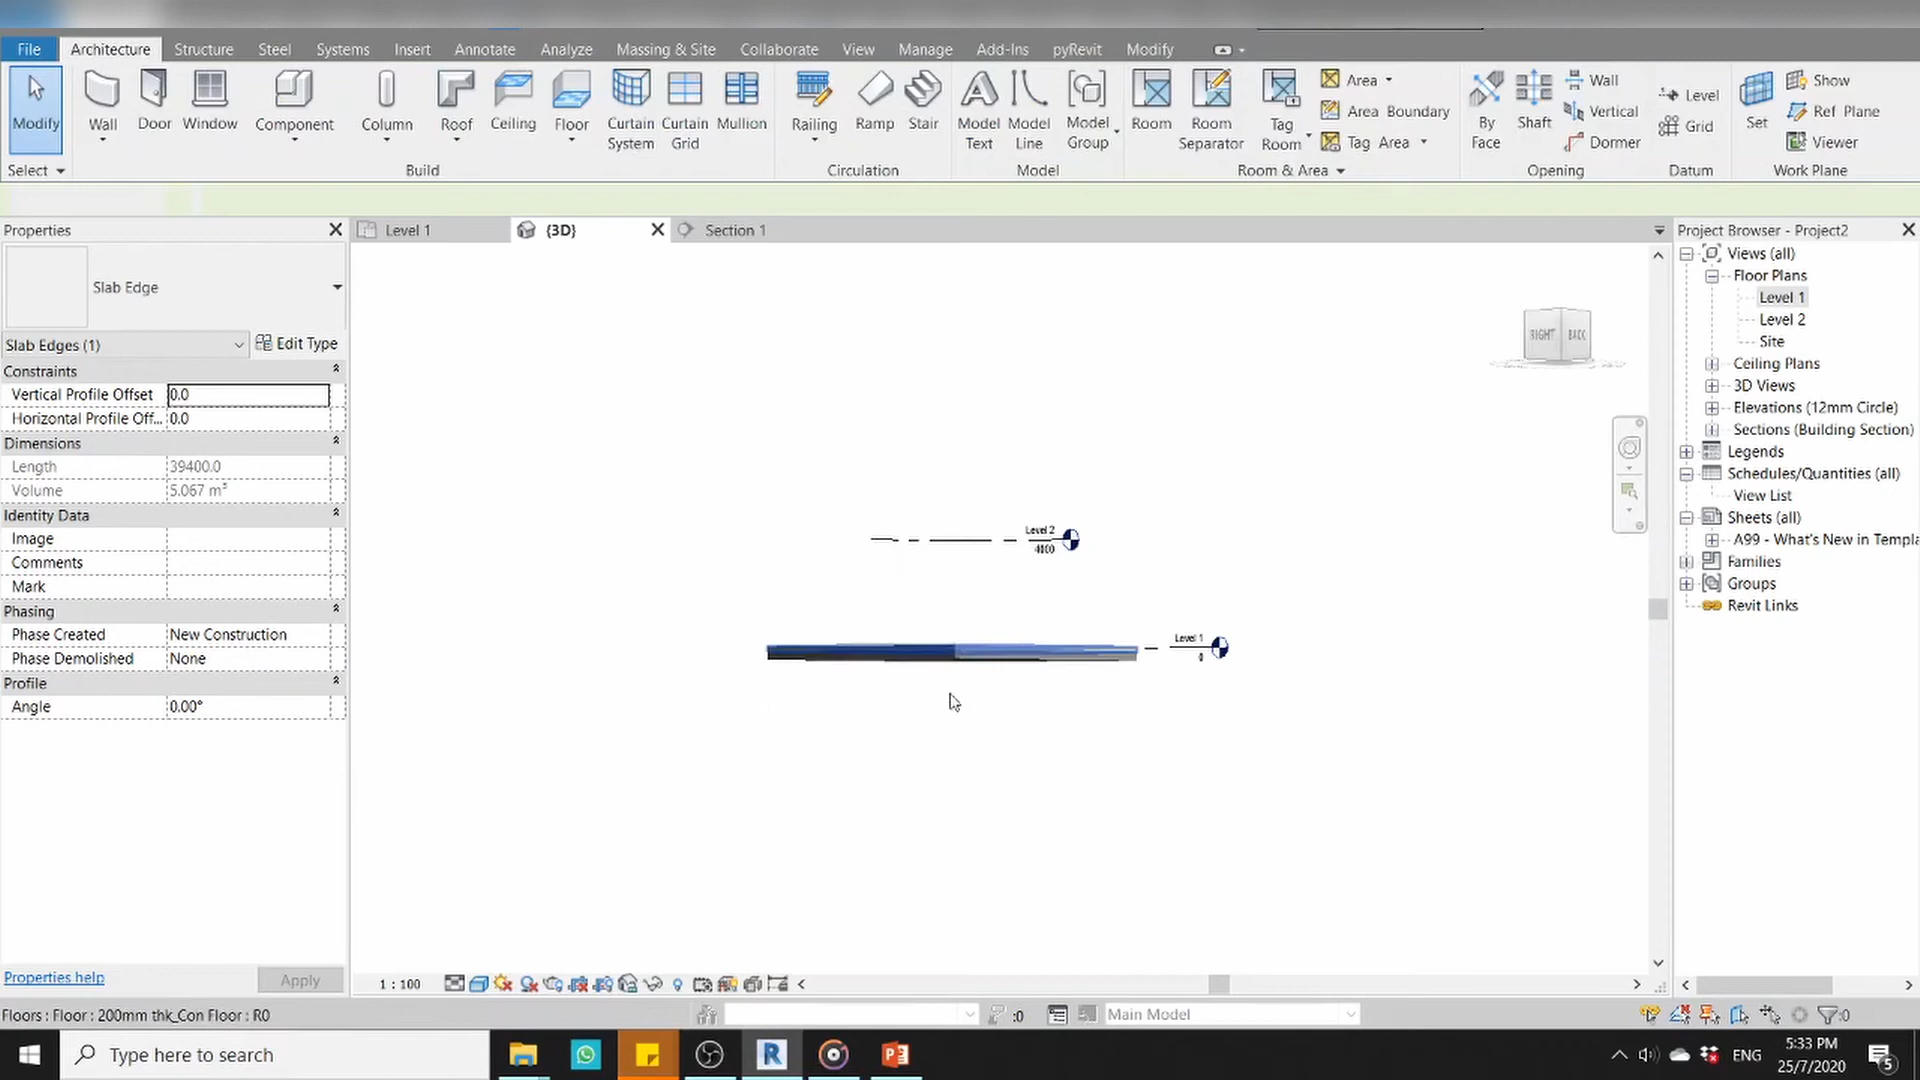 File Architecture Structure Steel Systems Insert Annotate Analyze Massing & Site Collaborate View Manage Add-Ins pyRevit Modify
Modify Wall Door Window Component Column Roof Ceiling Floor Curtain System Curtain Grid Mullion Railing Ramp Stair Model Text Model Line Model Group Room Room Separator Tag Room Area Area Boundary Tag Area By Face Shaft Wall Vertical Dormer Level Grid Set Show Ref Plane Viewer
Select Build Circulation Model Room & Area Opening Datum Work Plane
Properties
Slab Edge
Slab Edges (1) Edit Type
Constraints
Vertical Profile Offset 0.0
Horizontal Profile Off... 0.0
Dimensions
Length 39400.0
Volume 5.067 m³
Identity Data
Image
Comments
Mark
Phasing
Phase Created New Construction
Phase Demolished None
Profile
Angle 0.00°
Properties help Apply
Level 1 {3D} Section 1
RIGHT BACK
Level 2
4000
Level 1
0
1 : 100
Project Browser - Project2
Views (all)
Floor Plans
Level 1
Level 2
Site
Ceiling Plans
3D Views
Elevations (12mm Circle)
Sections (Building Section)
Legends
Schedules/Quantities (all)
View List
Sheets (all)
A99 - What's New in Templa
Families
Groups
Revit Links
Floors : Floor : 200mm thk_Con Floor : R0 :0 Main Model :0
Type here to search
ENG
5:33 PM
25/7/2020
5